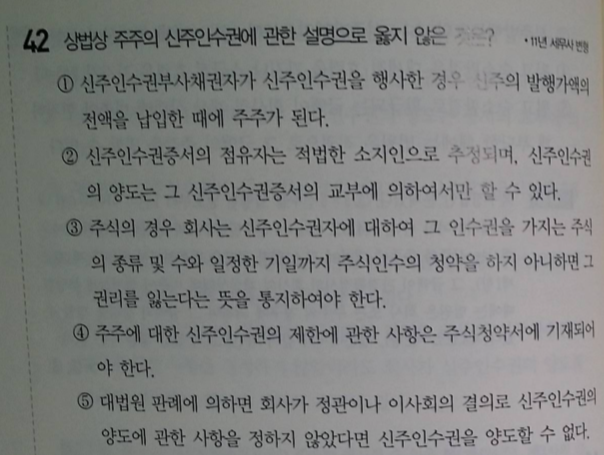 42 상법상 주주의 신주인수권에 관한 설명으로 옳지 않은 것은? •11년 세무사 변형
① 신주인수권부사채권자가 신주인수권을 행사한 경우 신주의 발행가액의
전액을 납입한 때에 주주가 된다.
② 신주인수권증서의 점유자는 적법한 소지인으로 추정되며, 신주인수권
의 양도는 그 신주인수권증서의 교부에 의하여서만 할 수 있다.
③ 주식의 경우 회사는 신주인수권자에 대하여 그 인수권을 가지는 주식
의 종류 및 수와 일정한 기일까지 주식인수의 청약을 하지 아니하면 그
권리를 잃는다는 뜻을 통지하여야 한다.
④ 주주에 대한 신주인수권의 제한에 관한 사항은 주식청약서에 기재되어
야 한다.
⑤ 대법원 판례에 의하면 회사가 정관이나 이사회의 결의로 신주인수권의
양도에 관한 사항을 정하지 않았다면 신주인수권을 양도할 수 없다.